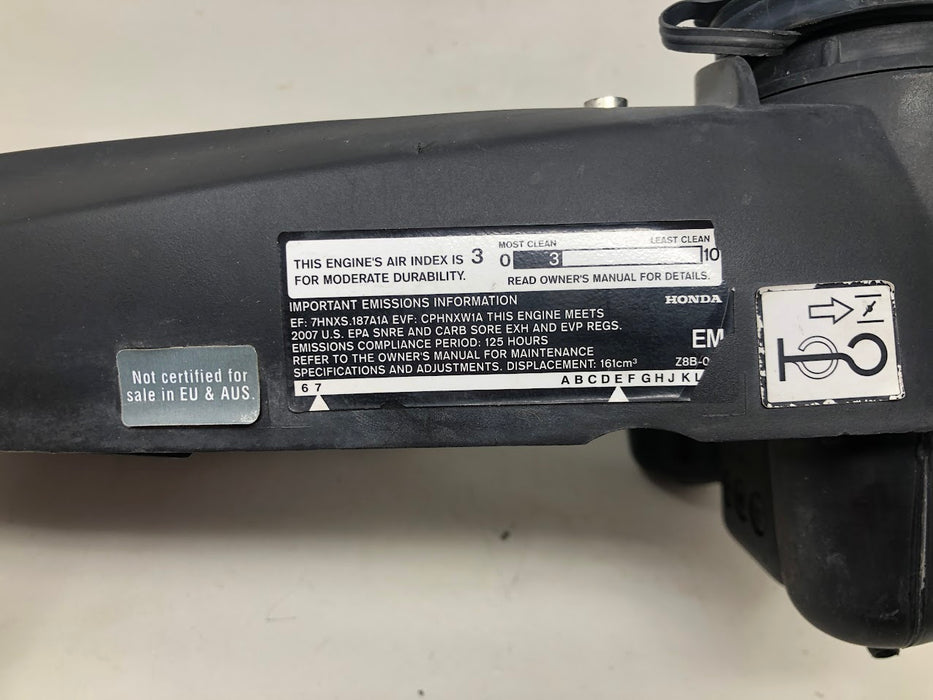 THIS ENGINE'S AIR INDEX IS 3
FOR MODERATE DURABILITY.
MOST CLEAN LEAST CLEAN
0 3 10
READ OWNER'S MANUAL FOR DETAILS.
IMPORTANT EMISSIONS INFORMATION
HONDA
EF: 7HNXS.187A1A EVF: CPHNXW1A THIS ENGINE MEETS
2007 U.S. EPA SNRE AND CARB SORE EXH AND EVP REGS.
EMISSIONS COMPLIANCE PERIOD: 125 HOURS
REFER TO THE OWNER'S MANUAL FOR MAINTENANCE
SPECIFICATIONS AND ADJUSTMENTS. DISPLACEMENT: 161cm³
EM
Z8B-0
6 7 A B C D E F G H J K L
Not certified for
sale in EU & AUS.